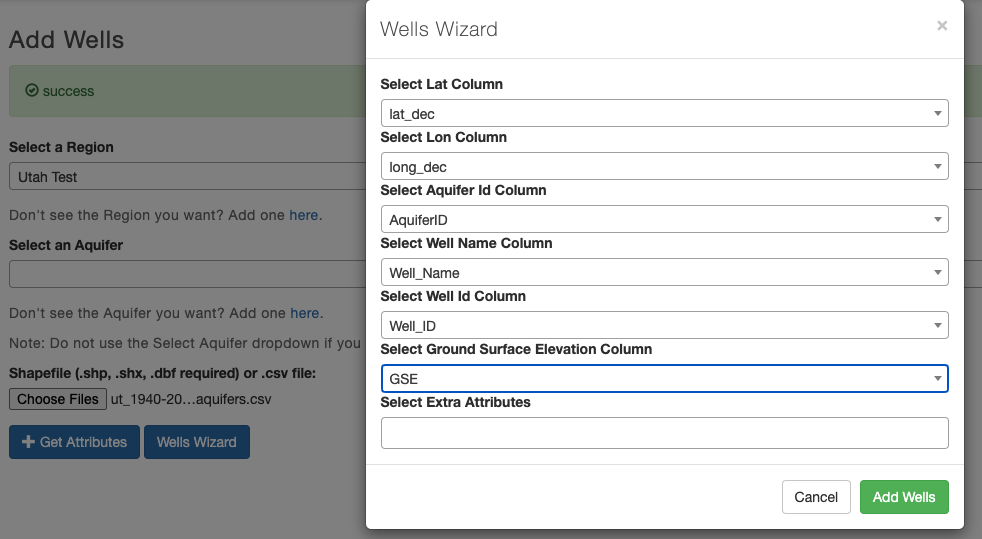 Add Wells
success
Select a Region
Utah Test
Don't see the Region you want? Add one here.
Select an Aquifer
Don't see the Aquifer you want? Add one here.
Note: Do not use the Select Aquifer dropdown if you
Shapefile (.shp, .shx, .dbf required) or .csv file:
Choose Files ut_1940-20...aquifers.csv
Get Attributes Wells Wizard
Wells Wizard ×
Select Lat Column
lat_dec
Select Lon Column
long_dec
Select Aquifer Id Column
AquiferID
Select Well Name Column
Well_Name
Select Well Id Column
Well_ID
Select Ground Surface Elevation Column
GSE
Select Extra Attributes
Cancel Add Wells